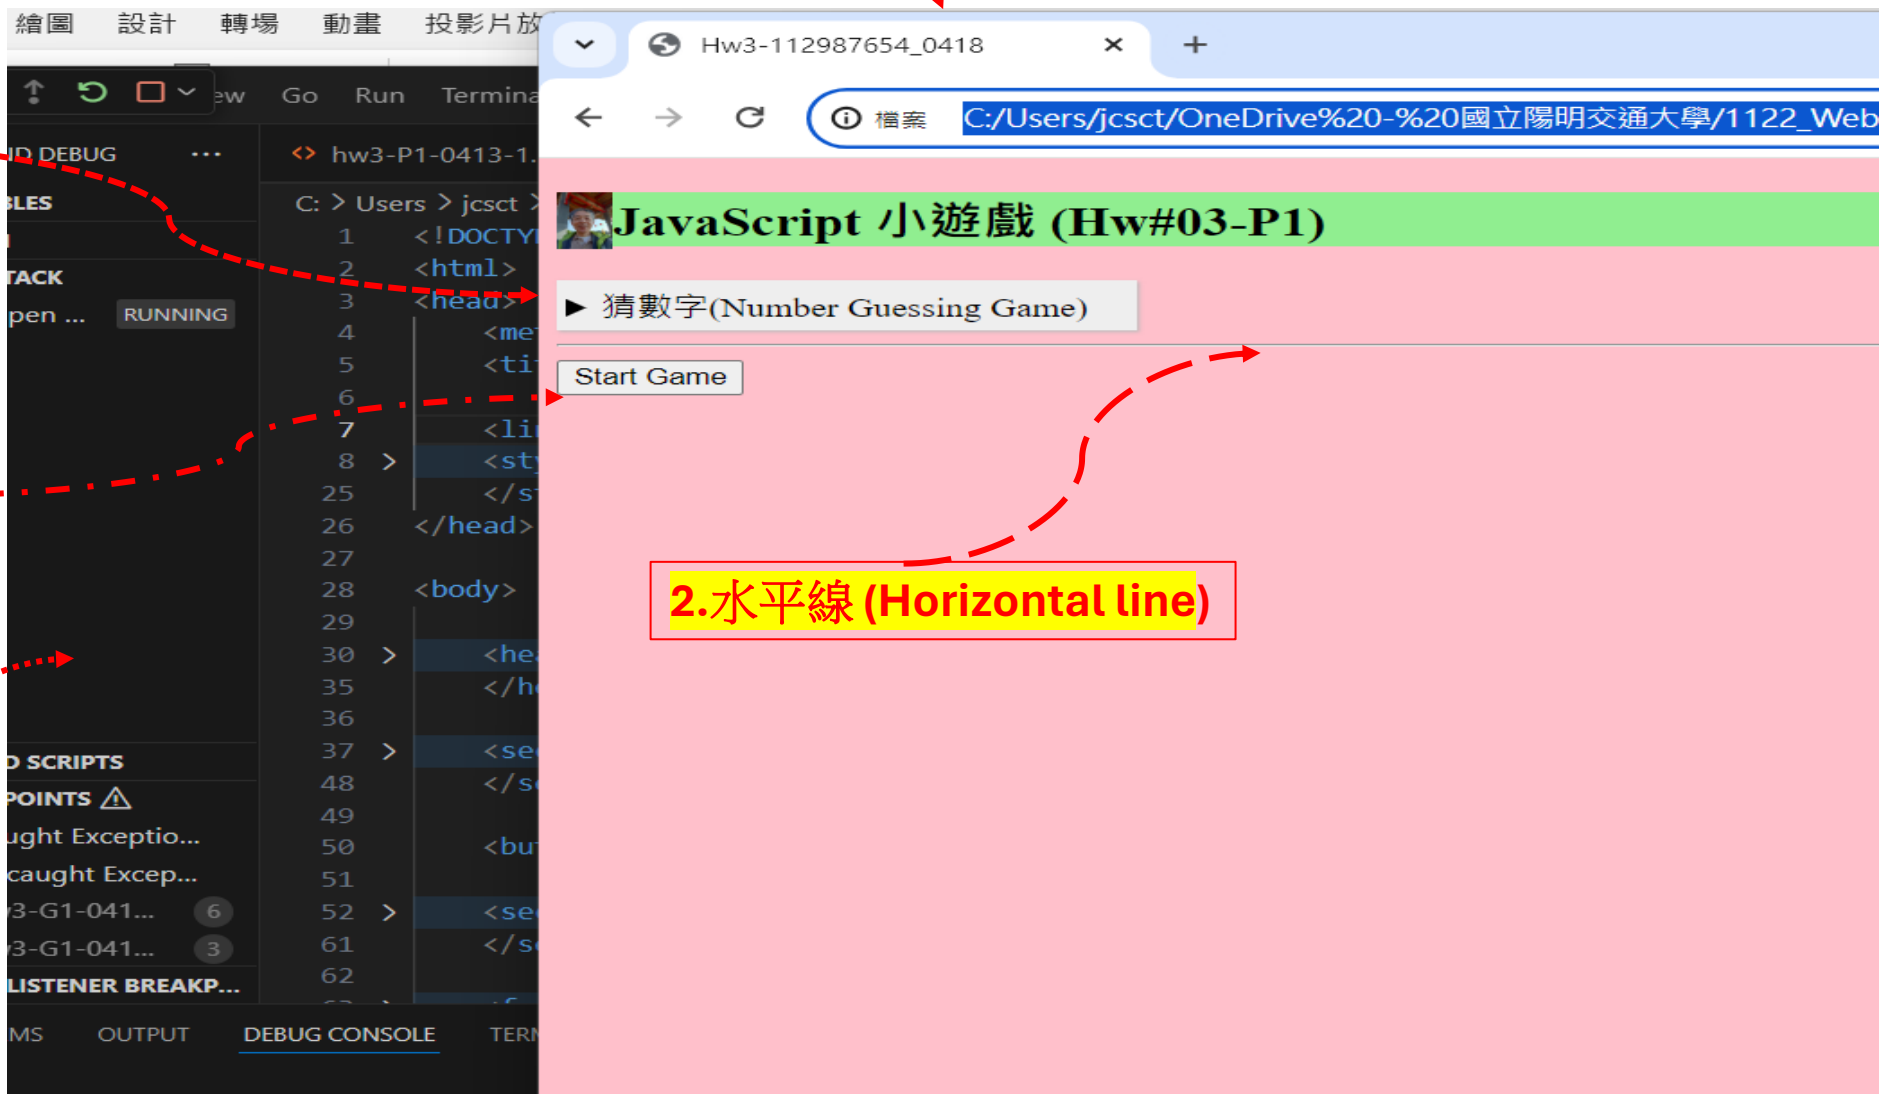 繪圖 設計 轉場 動畫 投影片放
ew Go Run Termina
ND DEBUG ...
BLES
TACK
pen ... RUNNING
D SCRIPTS
POINTS
ught Exceptio...
caught Excep...
3-G1-041... 6
3-G1-041... 3
LISTENER BREAKP...
MS OUTPUT DEBUG CONSOLE TERM
<> hw3-P1-0413-1.
C: > Users > jcsct >
1 <!DOCTY
2 <html>
3 <head>
4 <me
5 <ti
6
7 <li
8 > <st
25 </s
26 </head>
27
28 <body>
29
30 > <hea
35 </h
36
37 > <se
48 </s
49
50 <bu
51
52 > <se
61 </s
62
Hw3-112987654_0418
檔案 C:/Users/jcsct/OneDrive%20-%20國立陽明交通大學/1122_Web
JavaScript 小遊戲 (Hw#03-P1)
▶ 猜數字(Number Guessing Game)
Start Game
2.水平線 (Horizontal line)